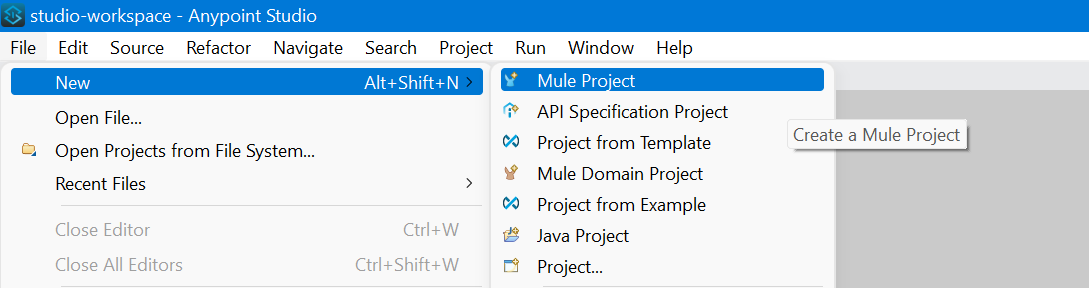 studio-workspace - Anypoint Studio
File Edit Source Refactor Navigate Search Project Run Window Help
New Alt+Shift+N
Open File...
Open Projects from File System...
Recent Files
Close Editor Ctrl+W
Close All Editors Ctrl+Shift+W
Mule Project
API Specification Project
Project from Template
Mule Domain Project
Project from Example
Java Project
Project...
Create a Mule Project